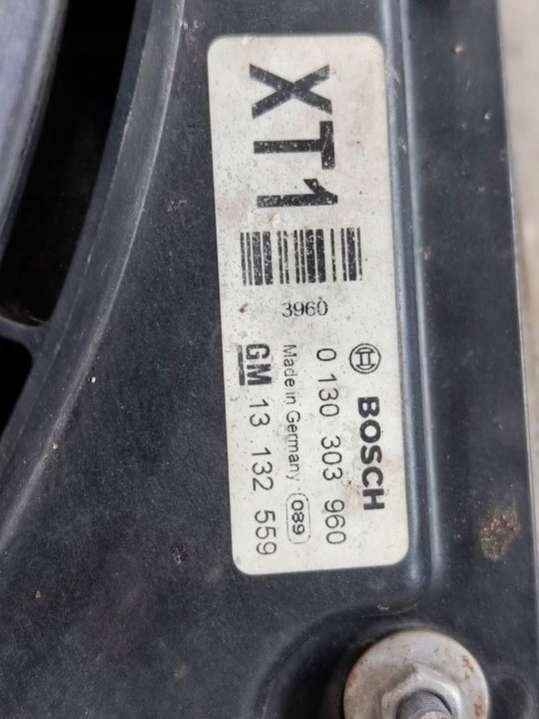 XT1
3960
BOSCH
0 130 303 960
Made in Germany 089
GM 13 132 559